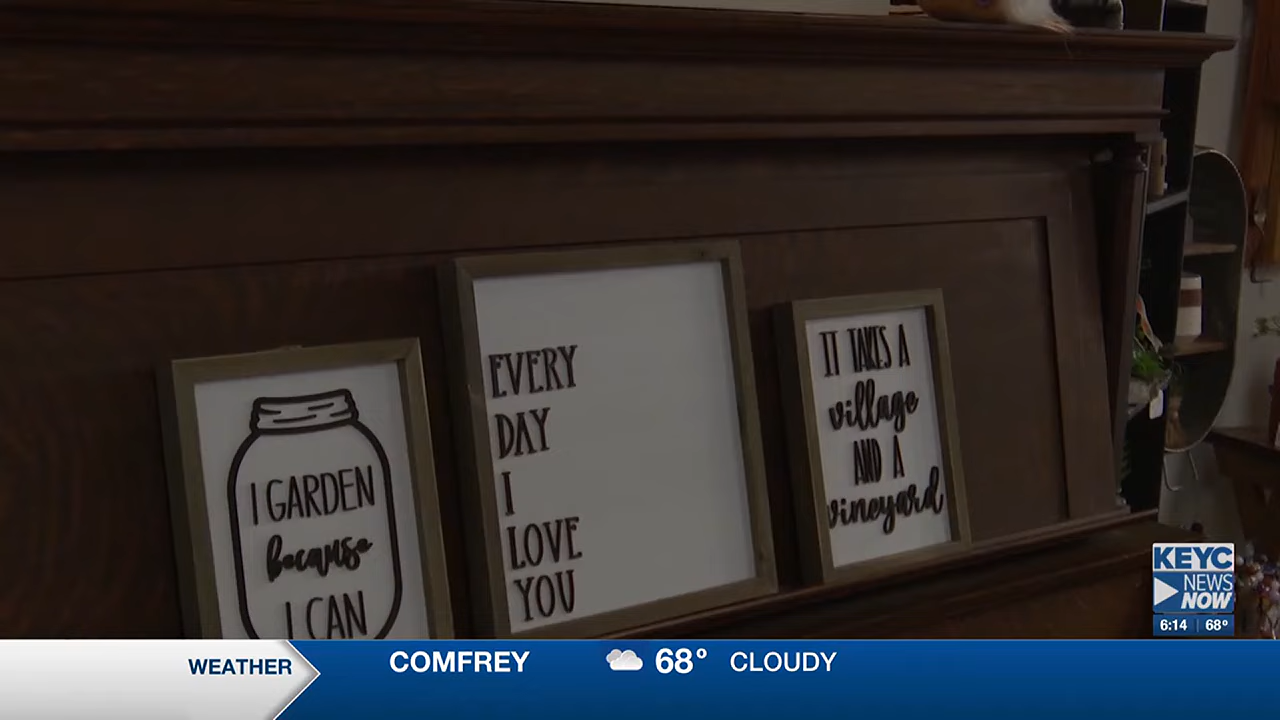 I GARDEN
because
I CAN
EVERY
DAY
I
LOVE
YOU
IT TAKES A
village
AND A
vineyard
KEYC
NEWS
NOW
6:14 68°
WEATHER COMFREY 68° CLOUDY